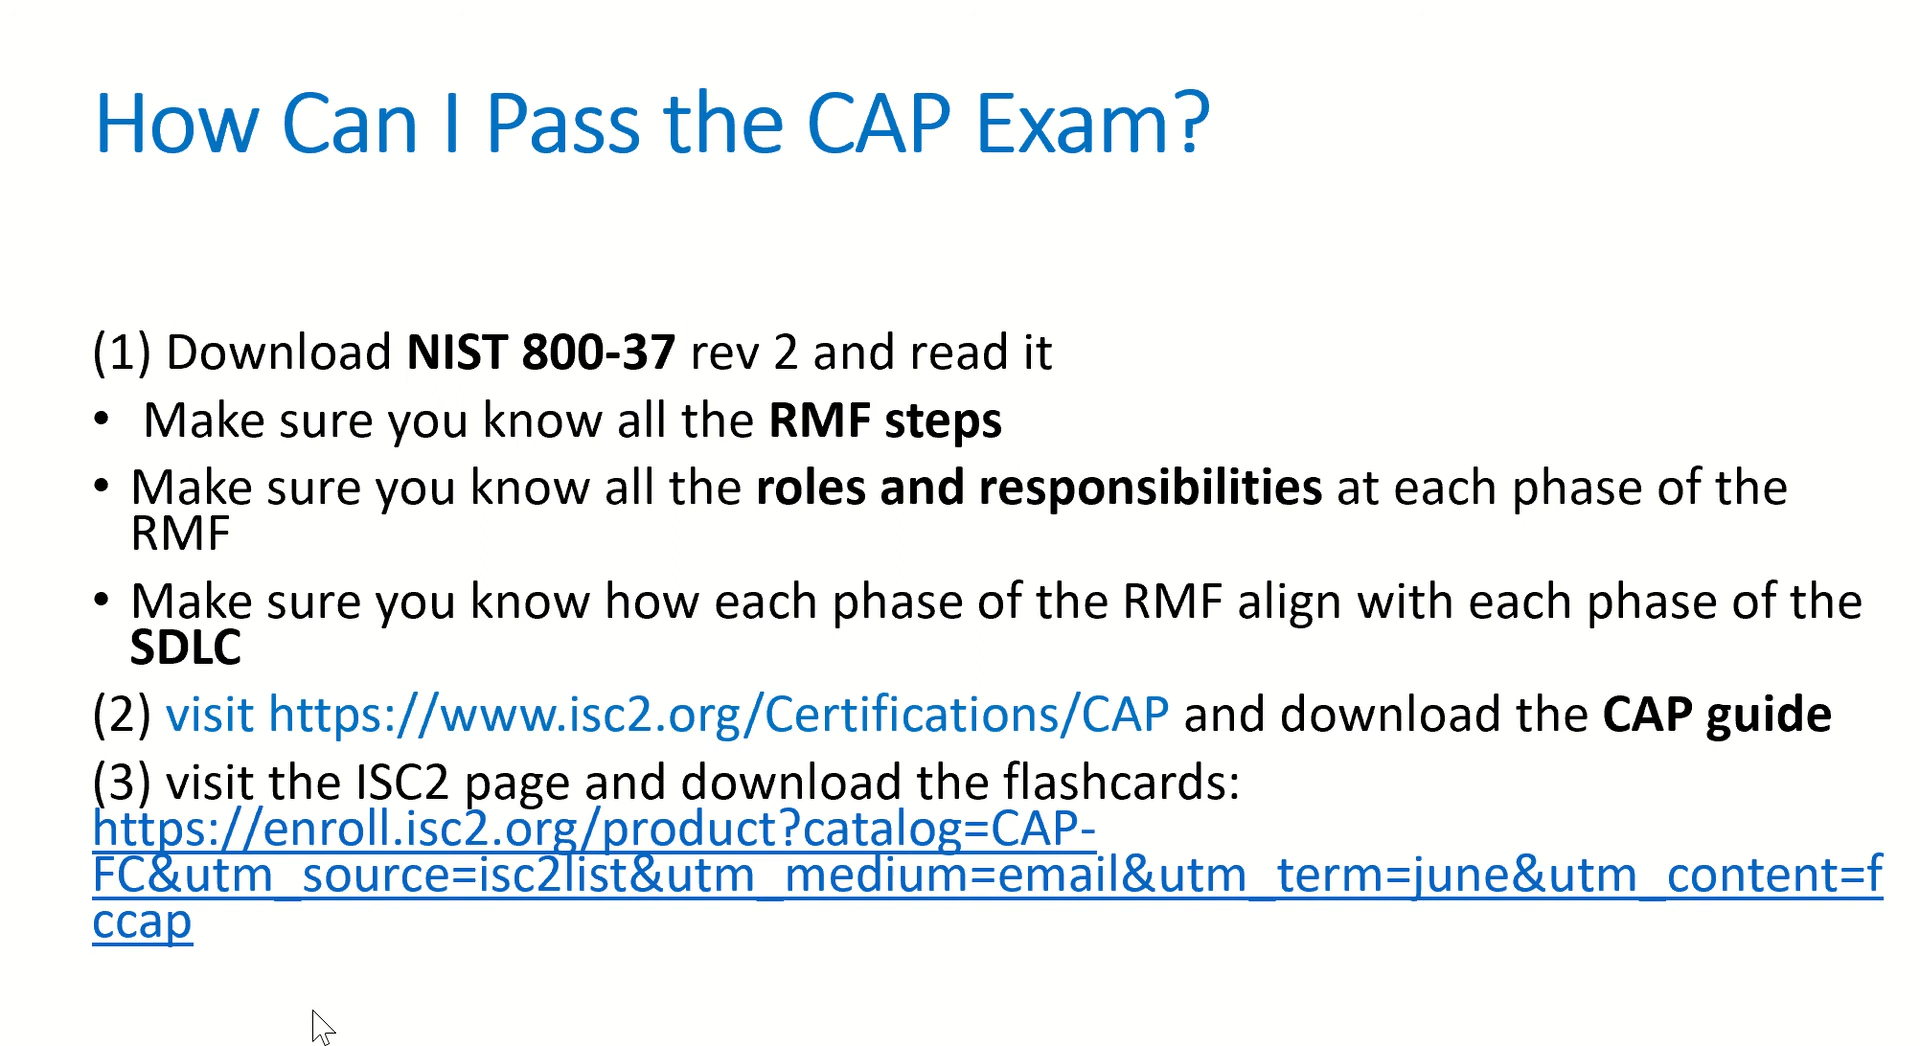 How Can I Pass the CAP Exam?
(1) Download NIST 800-37 rev 2 and read it
• Make sure you know all the RMF steps
• Make sure you know all the roles and responsibilities at each phase of the
RMF
• Make sure you know how each phase of the RMF align with each phase of the
SDLC
(2) visit https://www.isc2.org/Certifications/CAP and download the CAP guide
(3) visit the ISC2 page and download the flashcards:
https://enroll.isc2.org/product?catalog=CAP-
FC&utm_source=isc2list&utm_medium=email&utm_term=june&utm_content=f
ccap